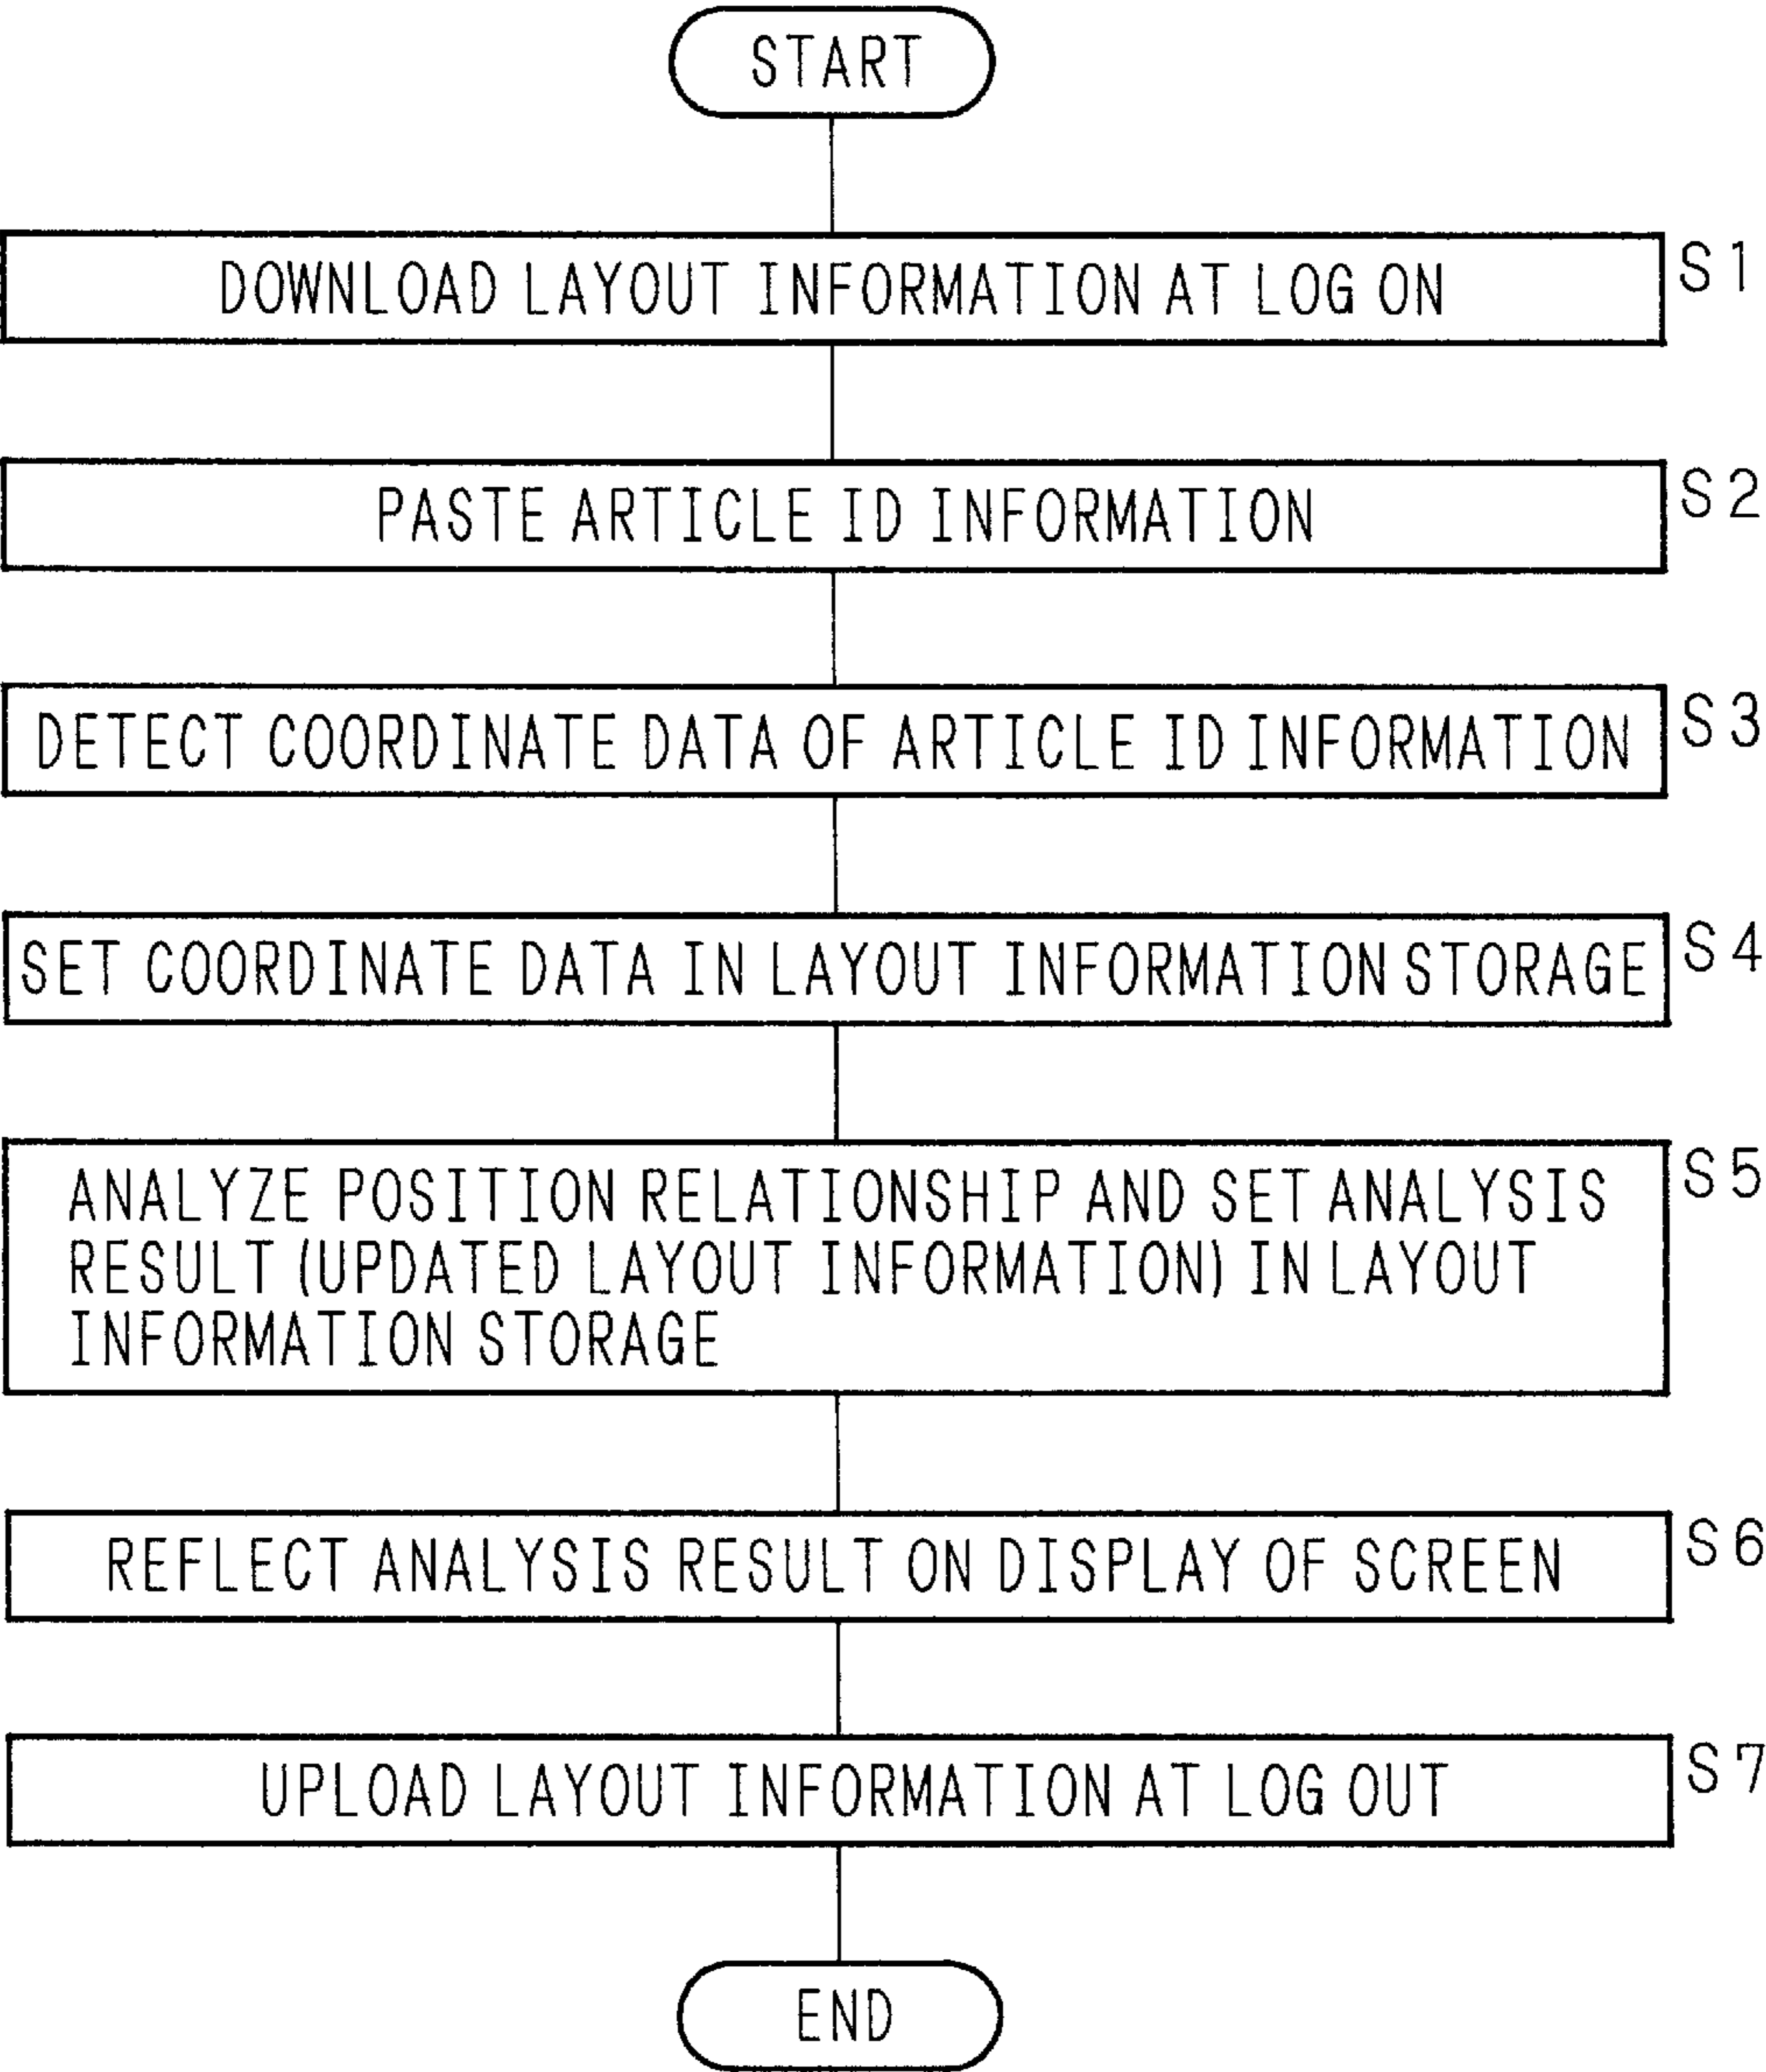 START
DOWNLOAD LAYOUT INFORMATION AT LOG ON
S1
PASTE ARTICLE ID INFORMATION
S2
DETECT COORDINATE DATA OF ARTICLE ID INFORMATION
S3
SET COORDINATE DATA IN LAYOUT INFORMATION STORAGE
S4
ANALYZE POSITION RELATIONSHIP AND SET ANALYSIS
RESULT (UPDATED LAYOUT INFORMATION) IN LAYOUT
INFORMATION STORAGE
S5
REFLECT ANALYSIS RESULT ON DISPLAY OF SCREEN
S6
UPLOAD LAYOUT INFORMATION AT LOG OUT
S7
END